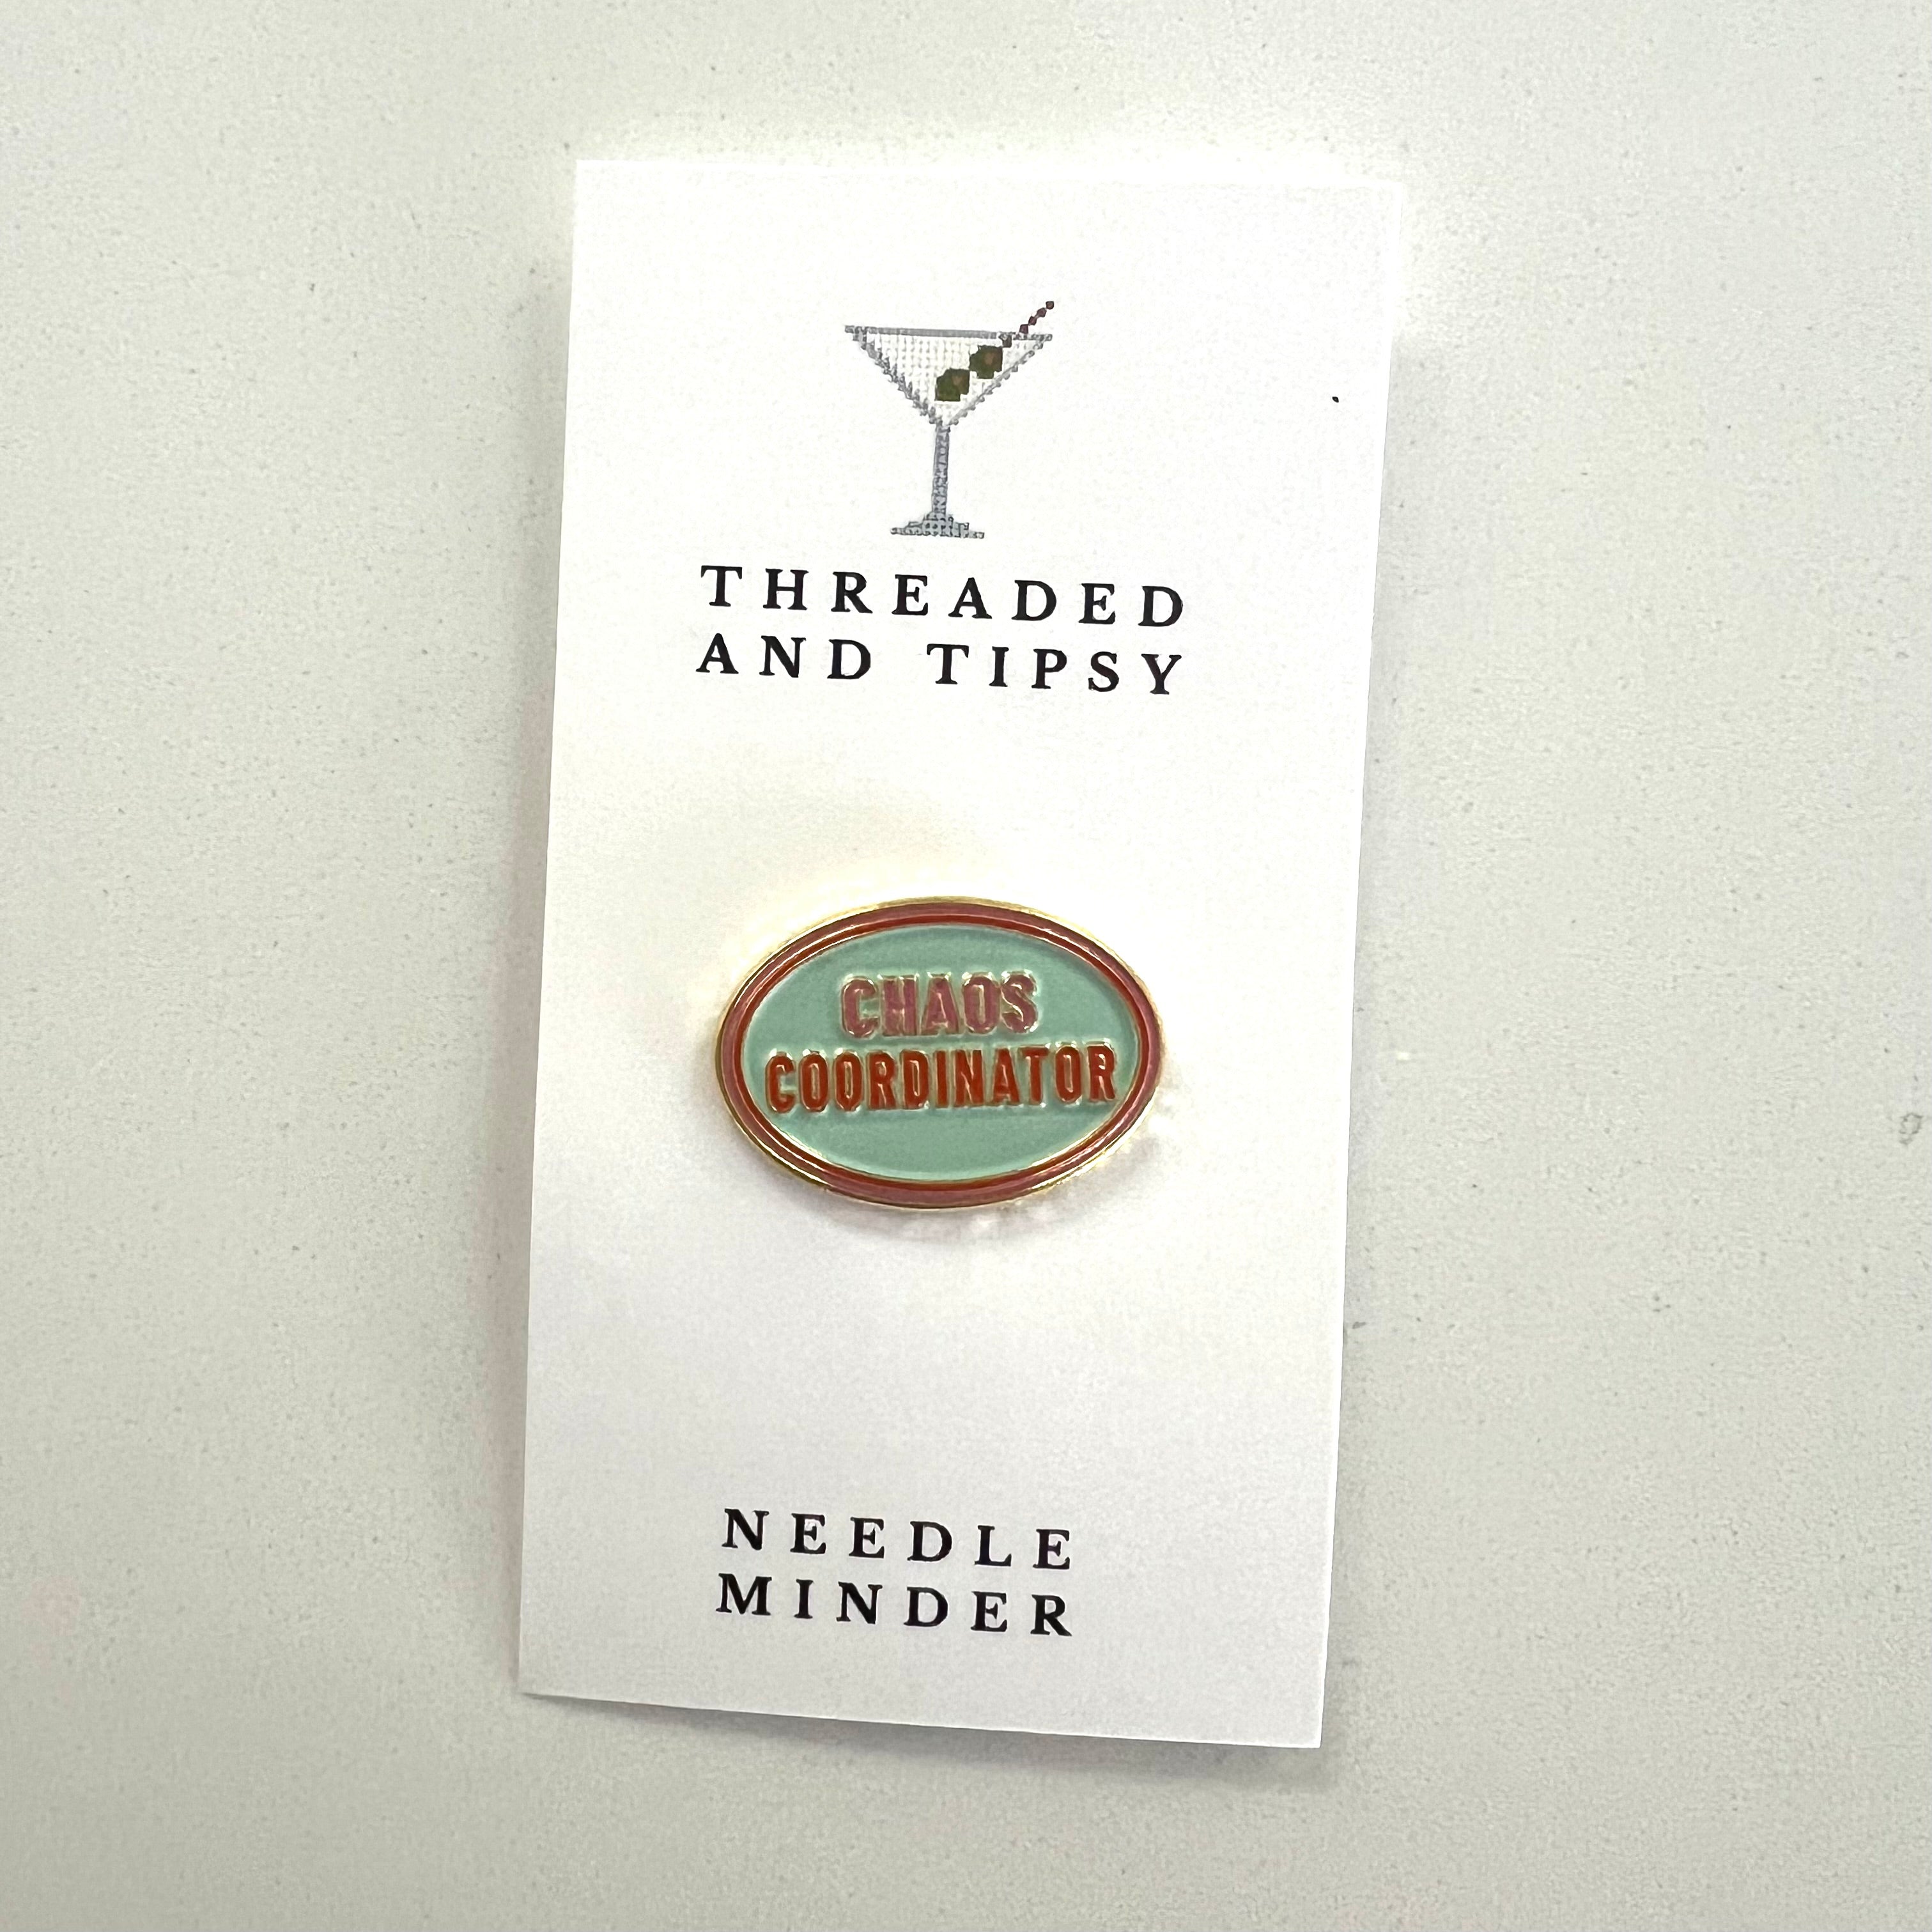 THREADED
AND TIPSY
CHAOS
COORDINATOR
NEEDLE
MINDER